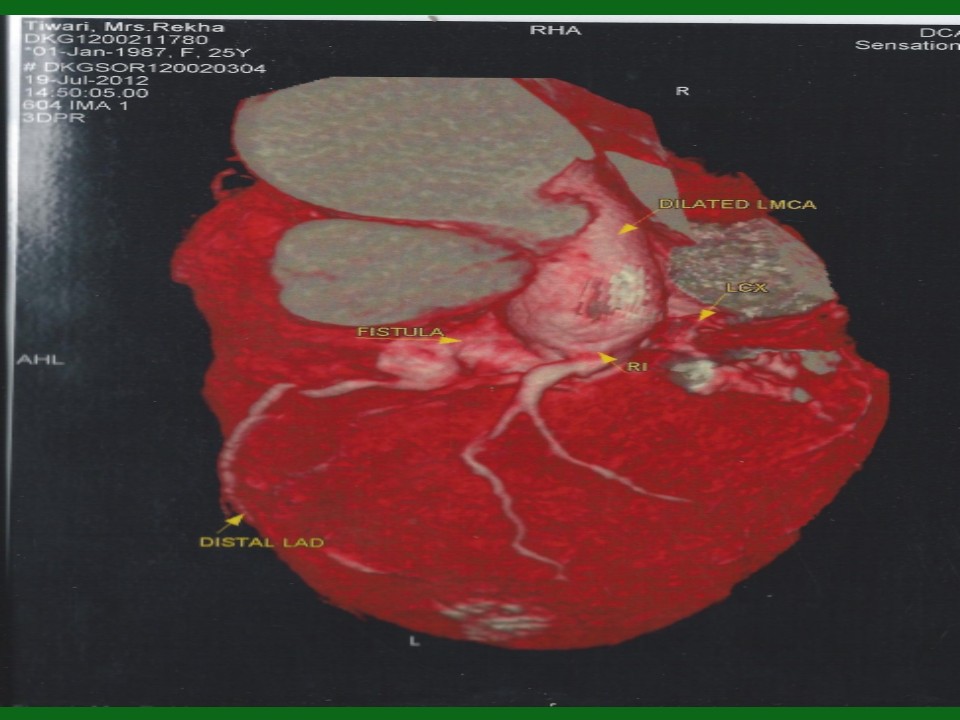 Tiwari, Mrs.Rekha
DKG1200211780
*01-Jan-1987, F, 25Y
# DKGSOR120020304
19-Jul-2012
14:50:05.00
604 IMA 1
3DPR
RHA
DCA
Sensation
R
DILATED LMCA
LCX
FISTULA
AHL
RI
DISTAL LAD
L